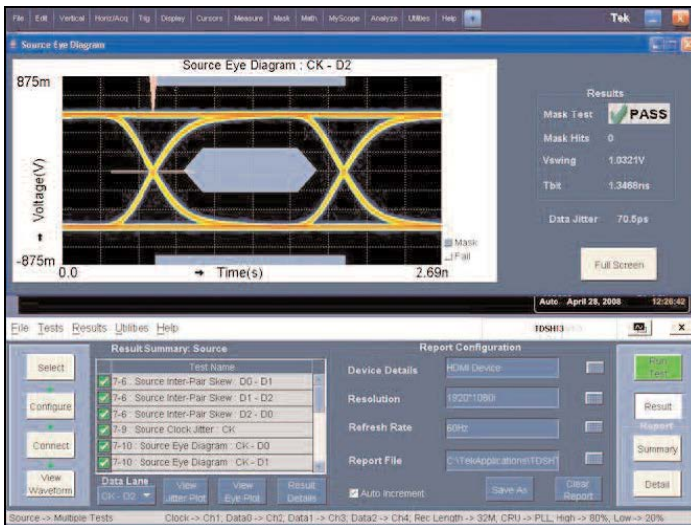 File Edit Vertical Horiz/Acq Trig Display Cursors Measure Mask Math MyScope Analyze Utilities Help Tek
Source Eye Diagram
Source Eye Diagram : CK - D2
875m
Voltage(V)
-875m
0.0
Time(s)
2.69n
Mask
Fail
Results
Mask Test PASS
Mask Hits 0
Vswing 1.0321V
Tbit 1.3468ns
Data Jitter 70.5ps
Full Screen
Auto April 28, 2008 12:26:42
File Tests Results Utilities Help TDSHT3
Select
Configure
Connect
View Waveform
Result Summary: Source
Test Name
7-6 : Source Inter-Pair Skew : D0 - D1
7-6 : Source Inter-Pair Skew : D1 - D2
7-6 : Source Inter-Pair Skew : D2 - D0
7-9 : Source Clock Jitter : CK
7-10 : Source Eye Diagram : CK - D0
7-10 : Source Eye Diagram : CK - D1
Data Lane
CK - D2
View Jitter Plot
View Eye Plot
Result Details
Report Configuration
Device Details HDMI Device
Resolution 1920*1080i
Refresh Rate 60Hz
Report File C:\TekApplications\TDSHT
Auto Increment
Save As
Clear Report
Run Test
Result
Report
Summary
Detail
Source -> Multiple Tests Clock -> Ch1, Data0 -> Ch2, Data1 -> Ch3, Data2 -> Ch4, Rec Length -> 32M, CRU -> PLL, High -> 80%, Low -> 20%